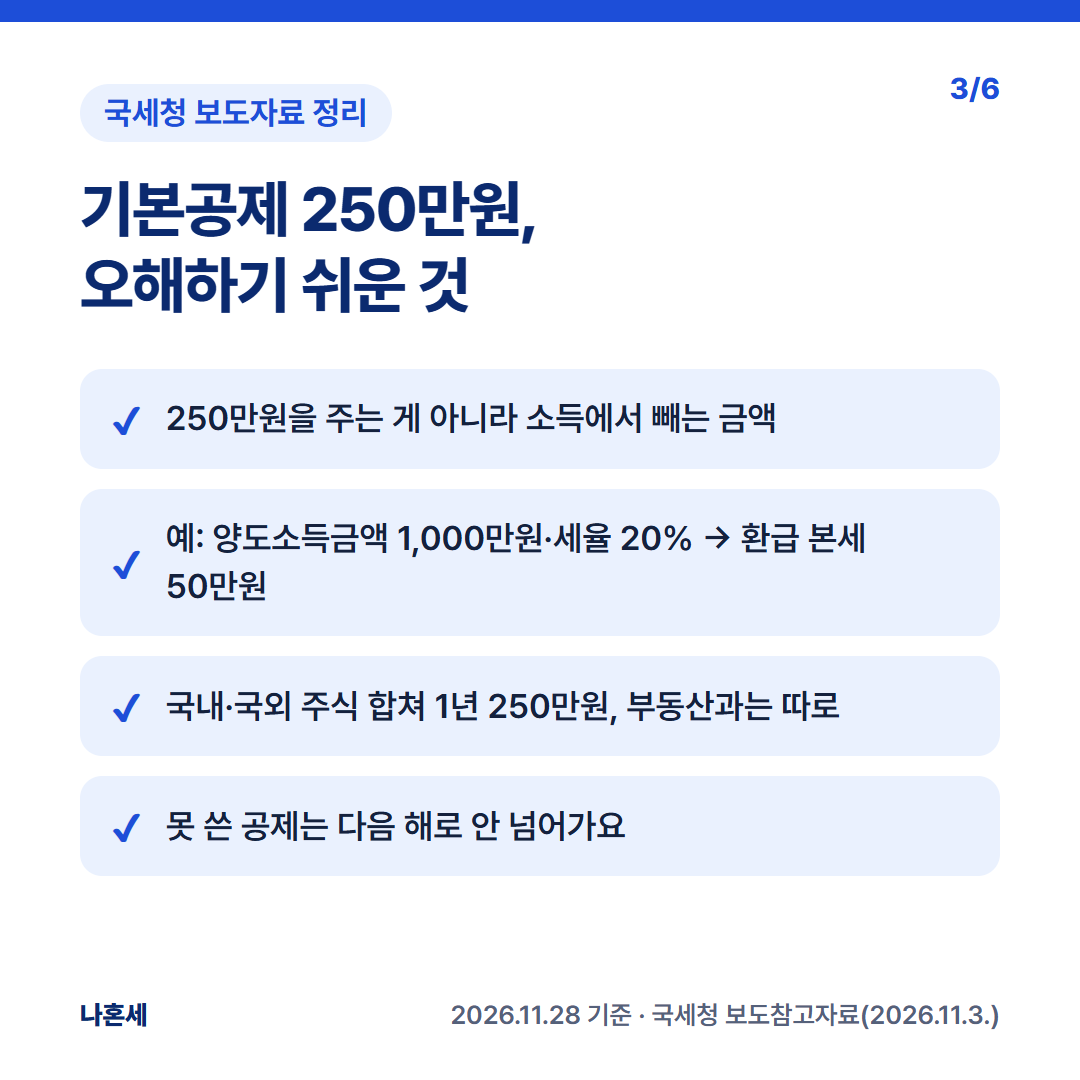 국세청 보도자료 정리
3/6
기본공제 250만원,
오해하기 쉬운 것
✓ 250만원을 주는 게 아니라 소득에서 빼는 금액
✓ 예: 양도소득금액 1,000만원·세율 20% → 환급 본세
50만원
✓ 국내·국외 주식 합쳐 1년 250만원, 부동산과는 따로
✓ 못 쓴 공제는 다음 해로 안 넘어가요
나혼세
2026.11.28 기준 · 국세청 보도참고자료(2026.11.3.)